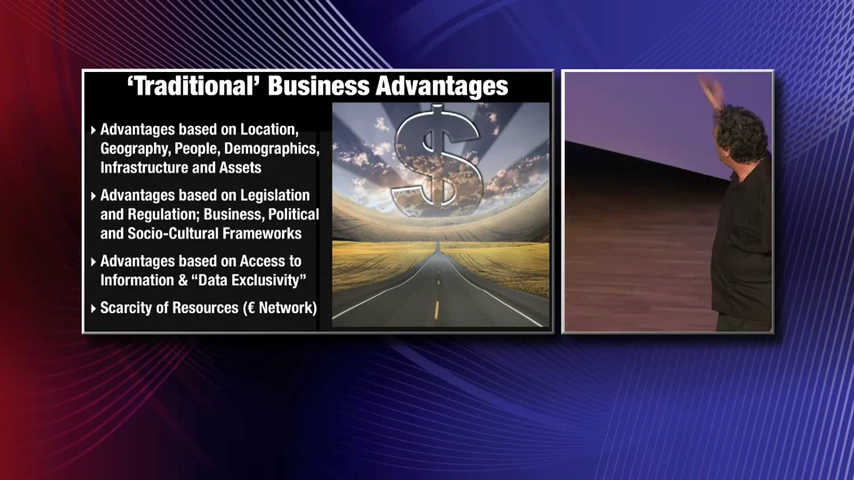 ‘Traditional’ Business Advantages
Advantages based on Location,
Geography, People, Demographics,
Infrastructure and Assets
Advantages based on Legislation
and Regulation; Business, Political
and Socio-Cultural Frameworks
Advantages based on Access to
Information & “Data Exclusivity”
Scarcity of Resources (€ Network)
$